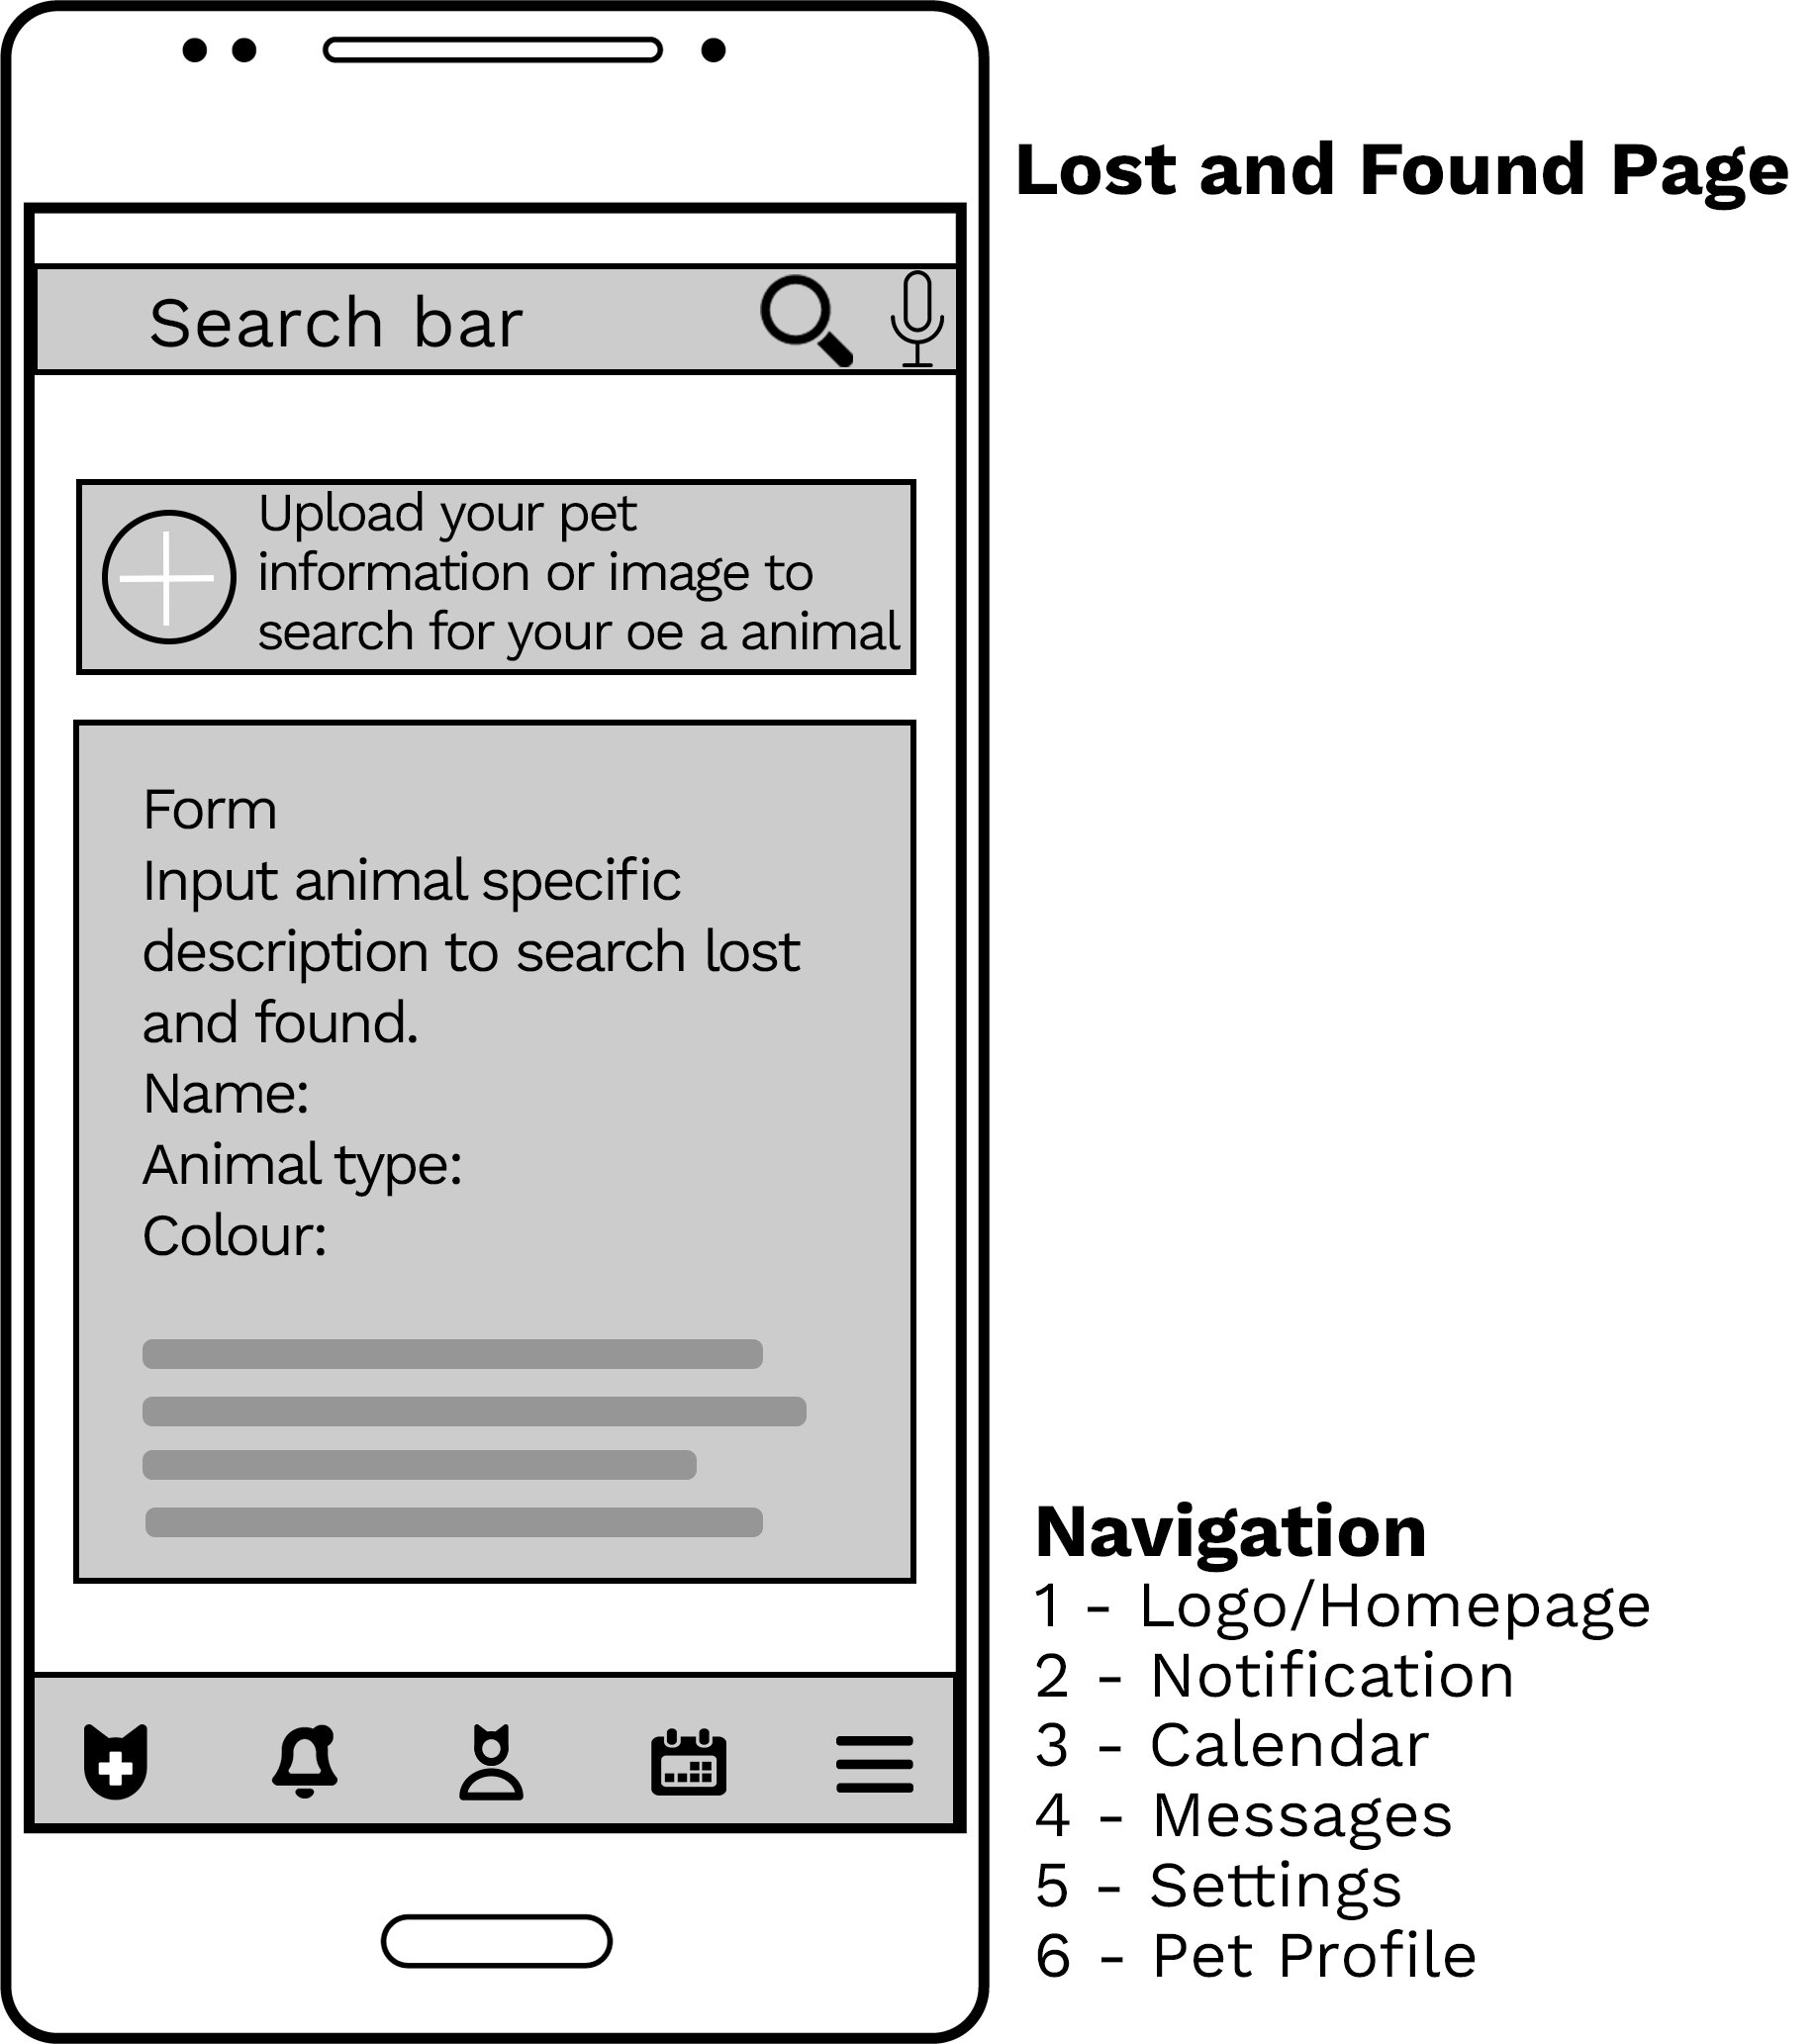 Lost and Found Page
Search bar
Upload your pet
information or image to
search for your oe a animal
Form
Input animal specific
description to search lost
and found.
Name:
Animal type:
Colour:
Navigation
1 - Logo/Homepage
2 - Notification
3 - Calendar
4 - Messages
5 - Settings
6 - Pet Profile